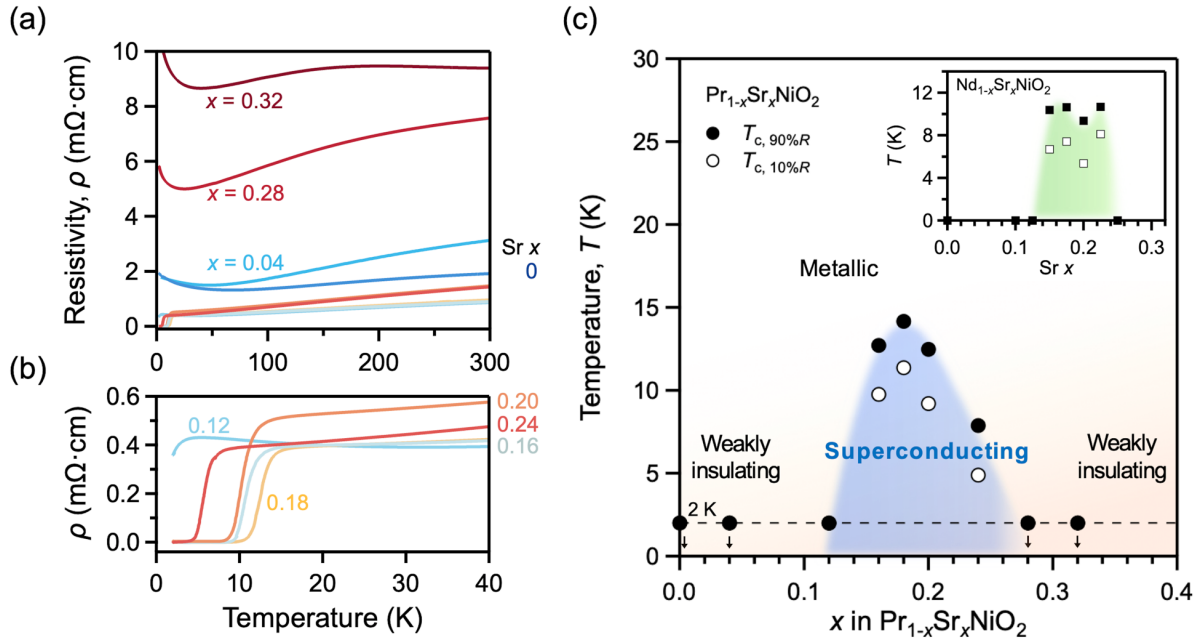 (a)
10
8
6
4
2
0
Resistivity, ρ (mΩ·cm)
x = 0.32
x = 0.28
x = 0.04
Sr x
0
0
100
200
300
(b)
0.6
0.4
0.2
0.0
ρ (mΩ·cm)
0.12
0.20
0.24
0.16
0.18
0
10
20
30
40
Temperature (K)
(c)
30
25
20
15
10
5
0
Temperature, T (K)
Pr1-xSrxNiO2
Tc, 90%R
Tc, 10%R
Metallic
Weakly
insulating
Superconducting
Weakly
insulating
2 K
0.0
0.1
0.2
0.3
0.4
x in Pr1-xSrxNiO2
Nd1-xSrxNiO2
12
8
4
0
T (K)
0.0
0.1
0.2
0.3
Sr x